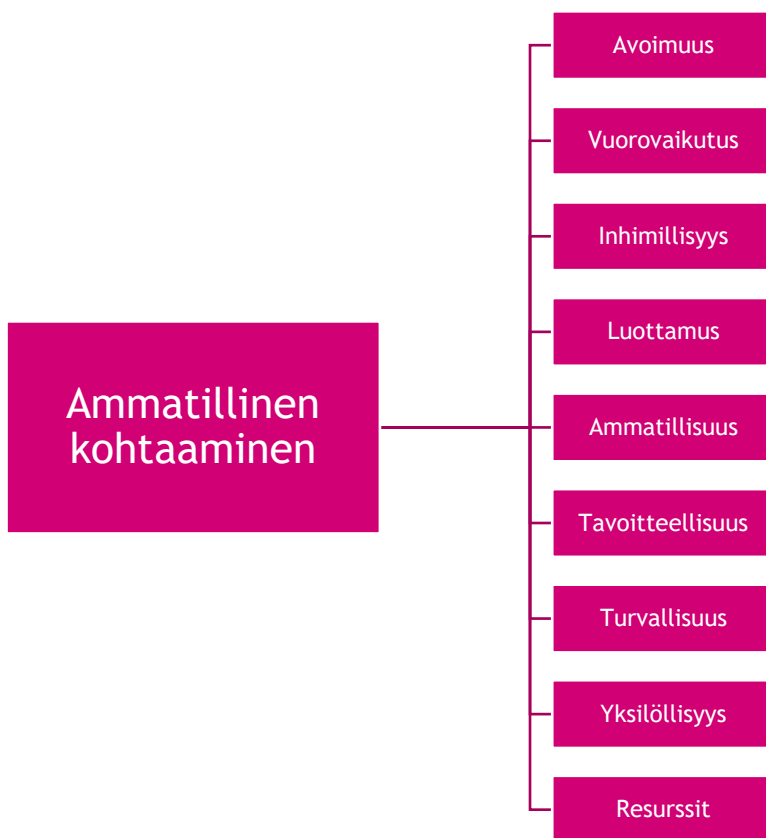 Avoimuus
Vuorovaikutus
Inhimillisyys
Luottamus
Ammatillinen
kohtaaminen
Ammatillisuus
Tavoitteellisuus
Turvallisuus
Yksilöllisyys
Resurssit